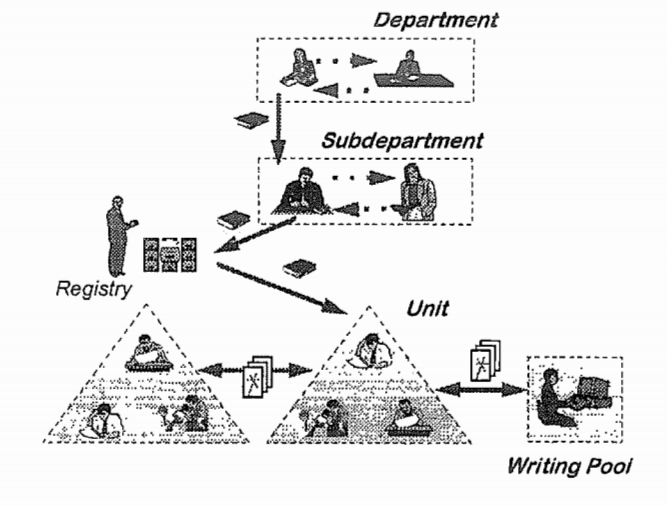 Department
Subdepartment
Registry
Unit
Writing Pool